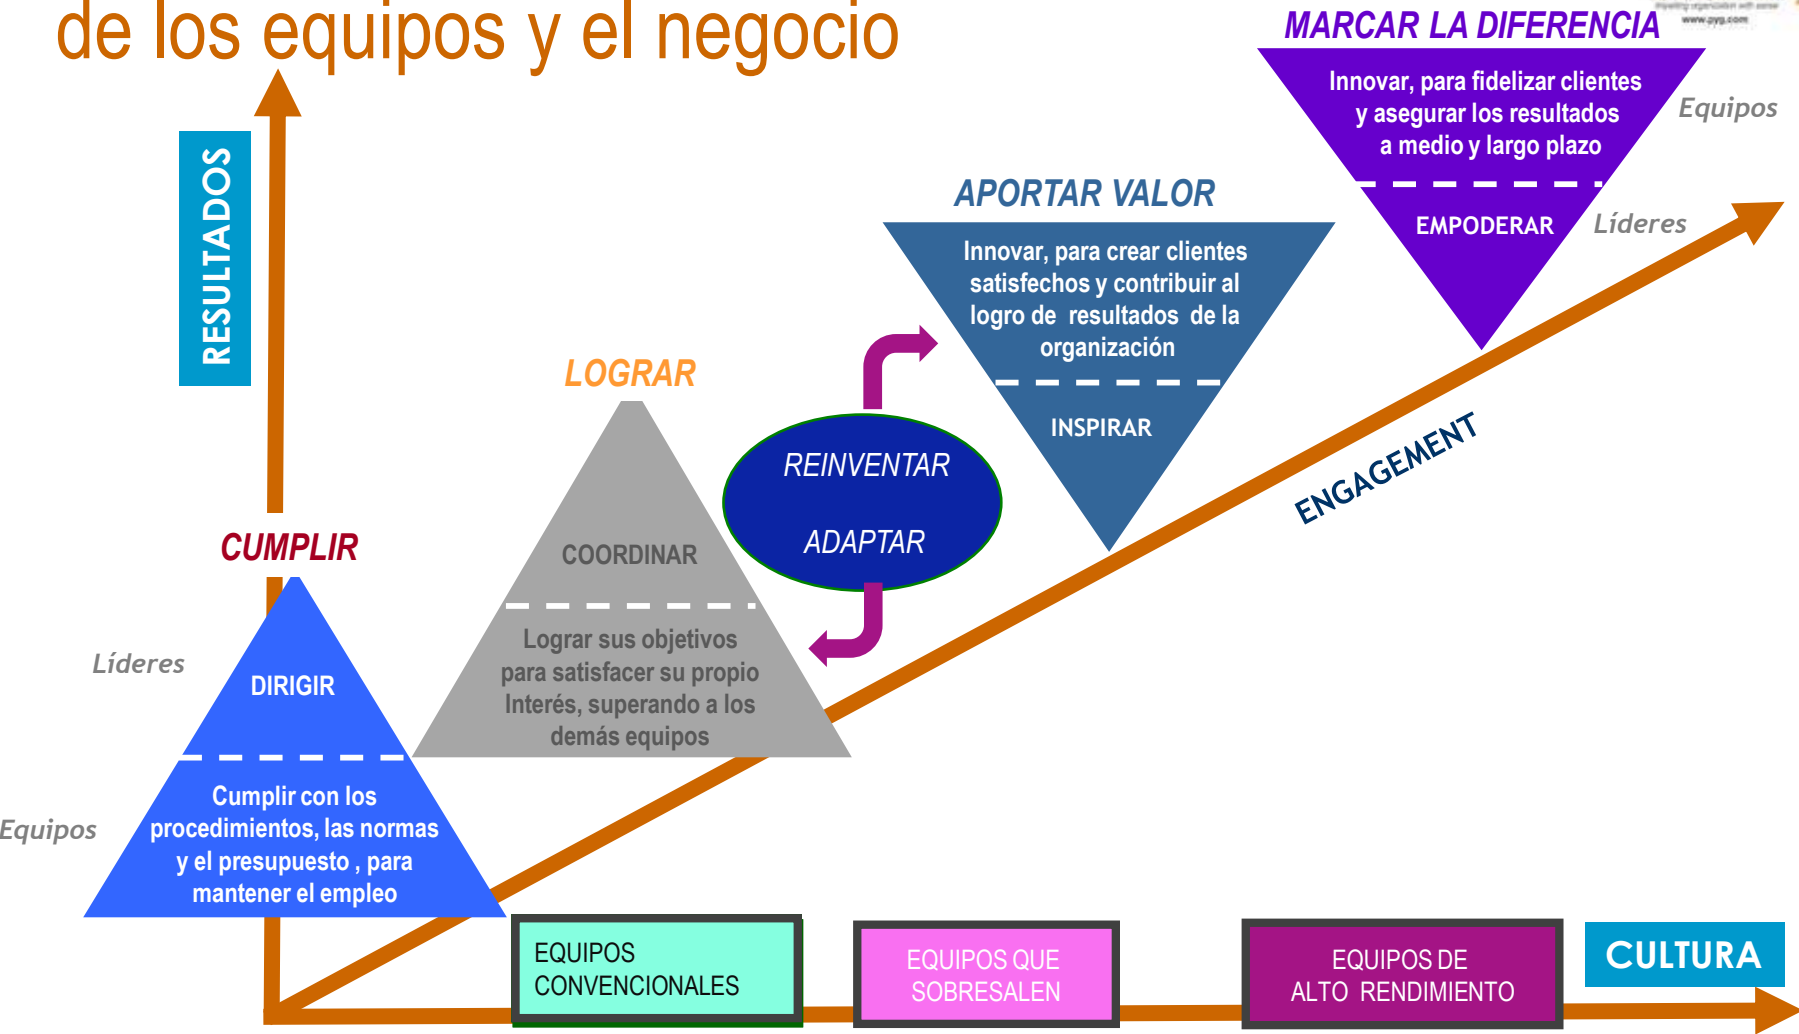 de los equipos y el negocio
www.pyg.com
MARCAR LA DIFERENCIA
Innovar, para fidelizar clientes
y asegurar los resultados
a medio y largo plazo
Equipos
EMPODERAR
Líderes
RESULTADOS
APORTAR VALOR
Innovar, para crear clientes
satisfechos y contribuir al
logro de resultados de la
organización
INSPIRAR
ENGAGEMENT
LOGRAR
COORDINAR
Lograr sus objetivos
para satisfacer su propio
Interés, superando a los
demás equipos
REINVENTAR
ADAPTAR
CUMPLIR
Líderes
DIRIGIR
Equipos
Cumplir con los
procedimientos, las normas
y el presupuesto , para
mantener el empleo
EQUIPOS
CONVENCIONALES
EQUIPOS QUE
SOBRESALEN
EQUIPOS DE
ALTO RENDIMIENTO
CULTURA